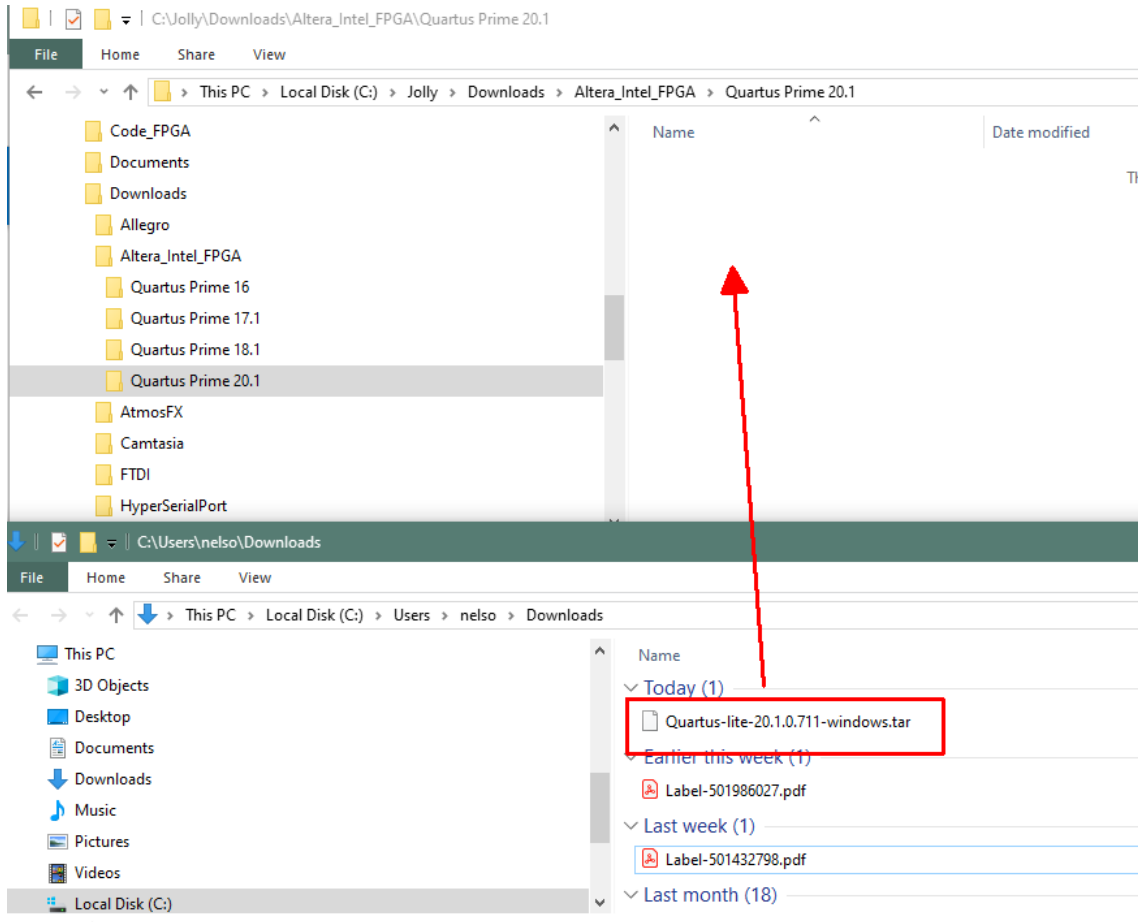 C:\Jolly\Downloads\Altera_Intel_FPGA\Quartus Prime 20.1
File Home Share View
This PC > Local Disk (C:) > Jolly > Downloads > Altera_Intel_FPGA > Quartus Prime 20.1
Code_FPGA
Documents
Downloads
Allegro
Altera_Intel_FPGA
Quartus Prime 16
Quartus Prime 17.1
Quartus Prime 18.1
Quartus Prime 20.1
AtmosFX
Camtasia
FTDI
HyperSerialPort
Name Date modified
C:\Users\nelso\Downloads
File Home Share View
This PC > Local Disk (C:) > Users > nelso > Downloads
This PC
3D Objects
Desktop
Documents
Downloads
Music
Pictures
Videos
Local Disk (C:)
Name
Today (1)
Quartus-lite-20.1.0.711-windows.tar
Earlier this week (1)
Label-501986027.pdf
Last week (1)
Label-501432798.pdf
Last month (18)